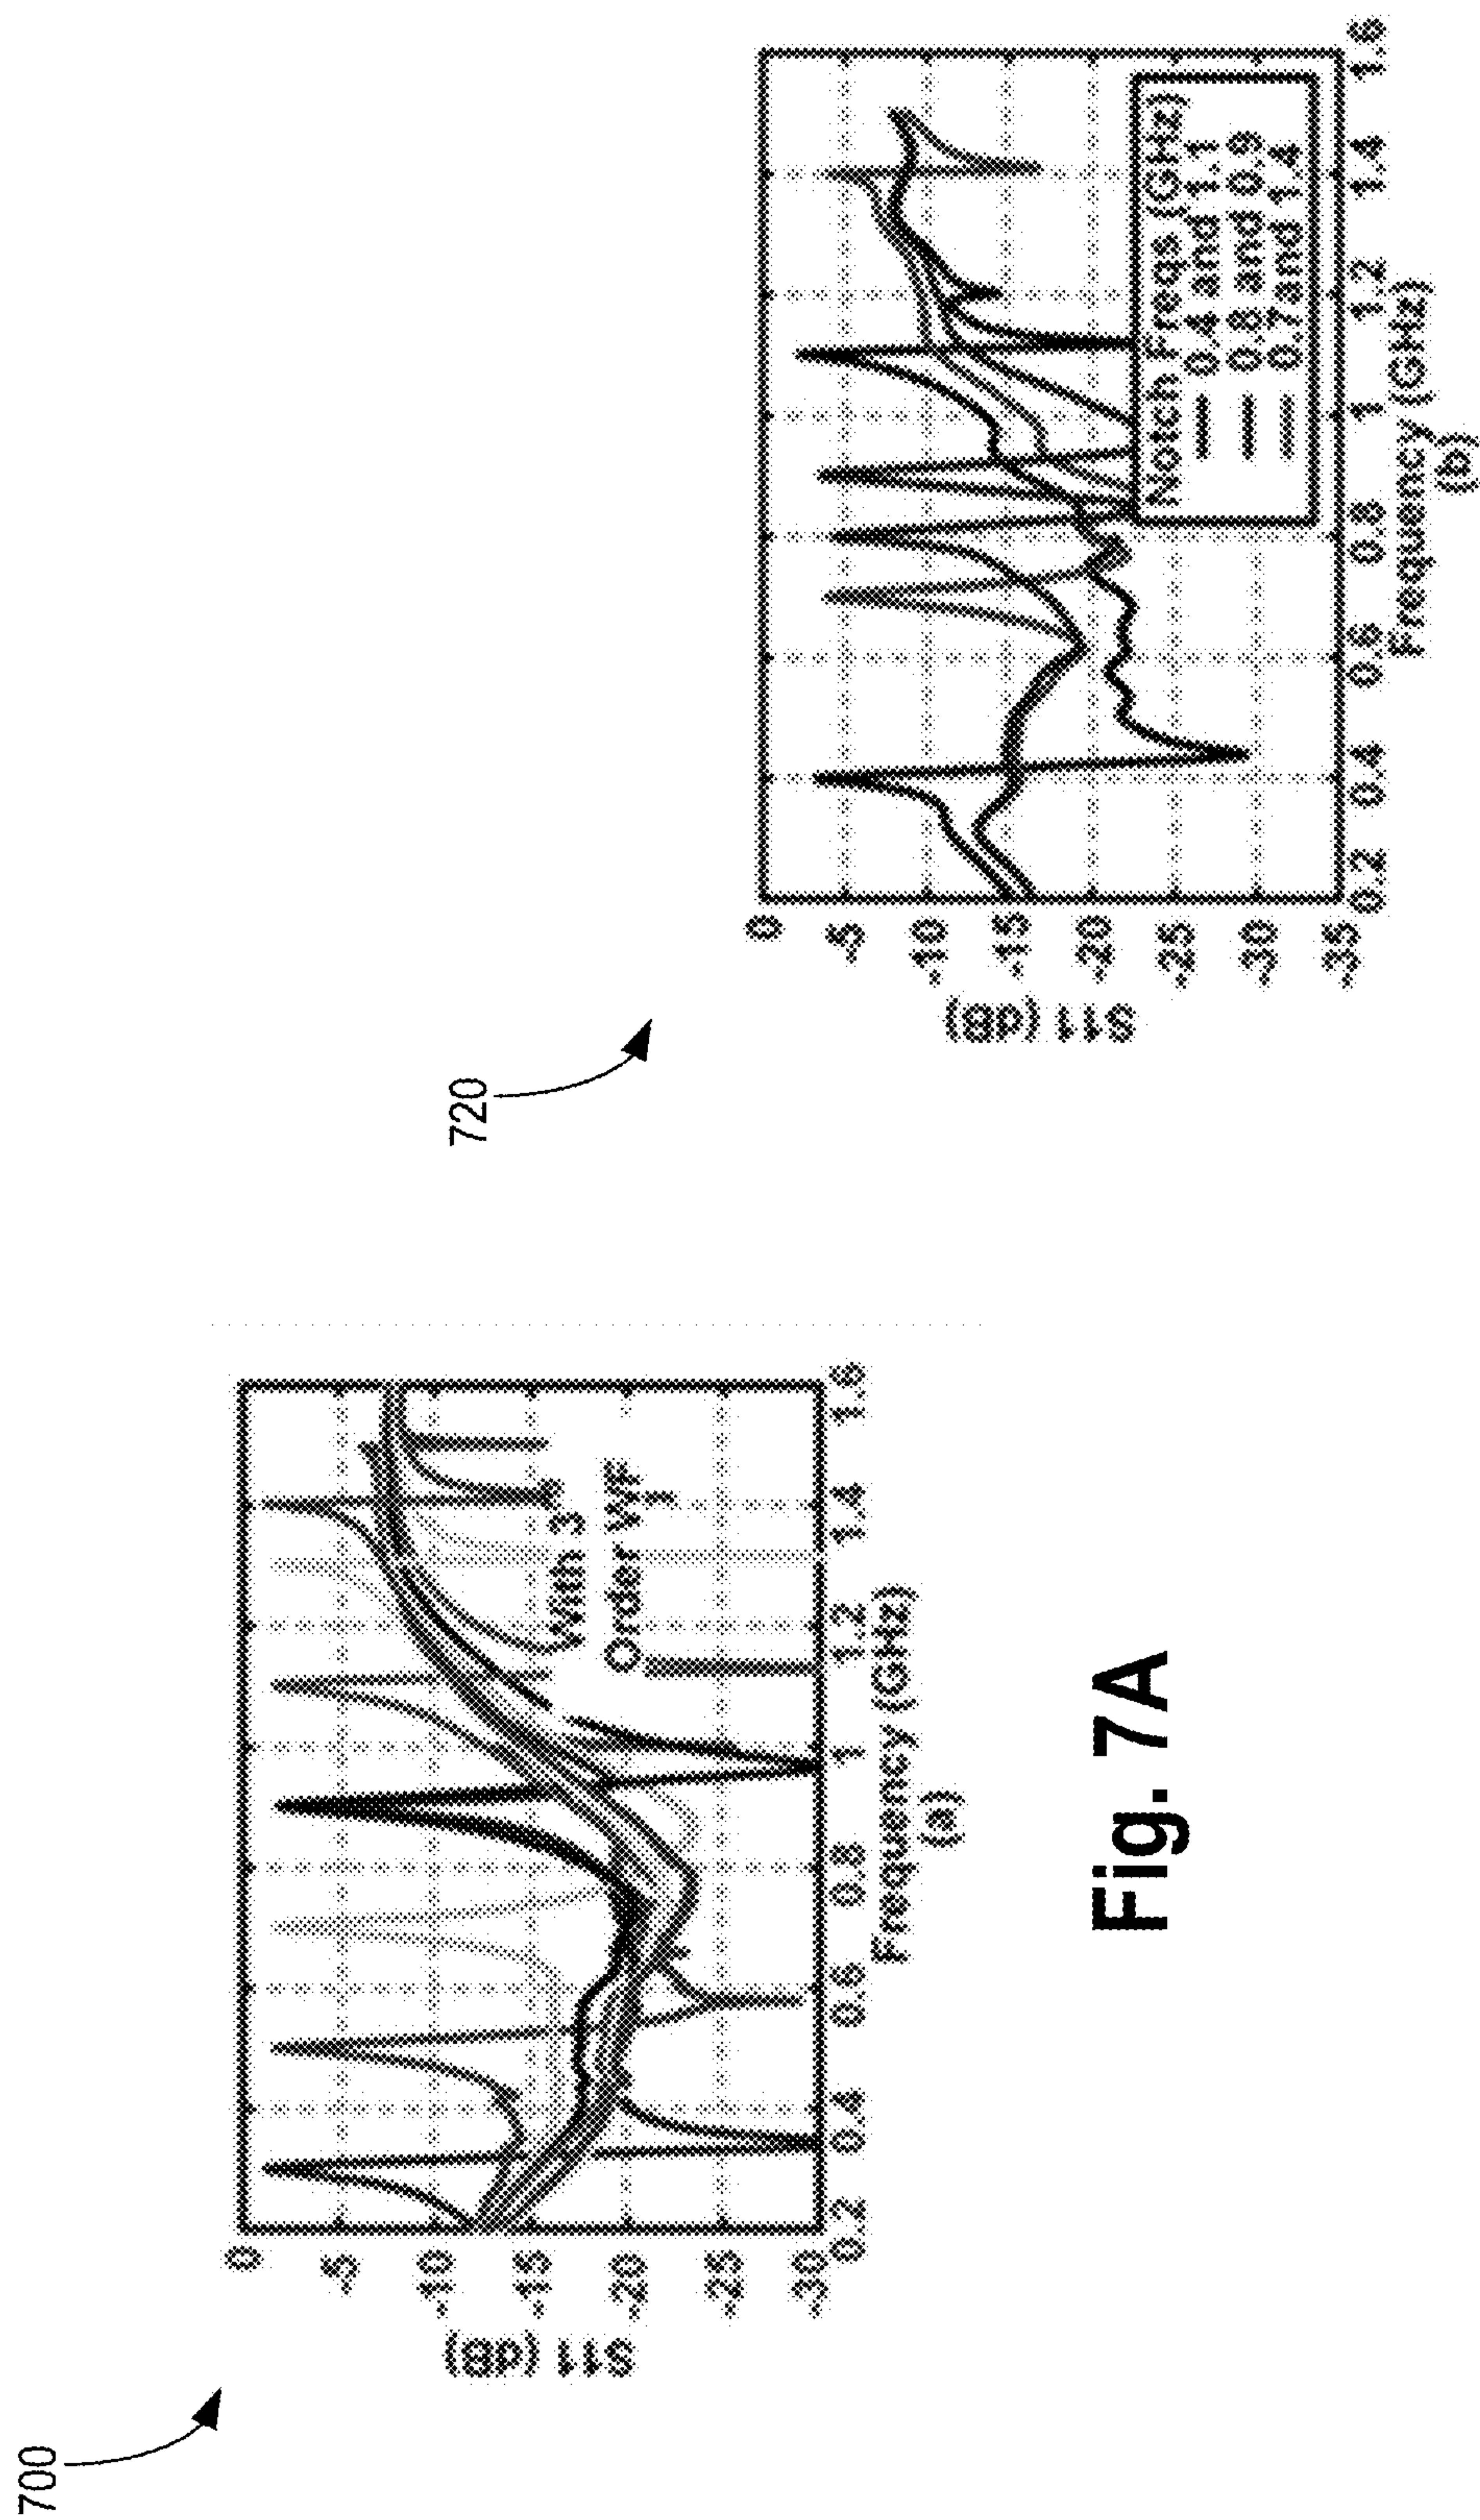 700
S11 (dB)
0
-5
-10
-15
-20
-25
-30
0.2
0.4
0.6
0.8
1
1.2
1.4
1.6
With 3
Order WF
Frequency (GHz)
(a)
720
S11 (dB)
0
-5
-10
-15
-20
-25
-30
-35
0.2
0.4
0.6
0.8
1
1.2
1.4
1.6
Notch Freqs (GHz)
0.4 and 1.1
0.8 and 0.9
0.7 and 1.4
Frequency (GHz)
(b)
Fig. 7A